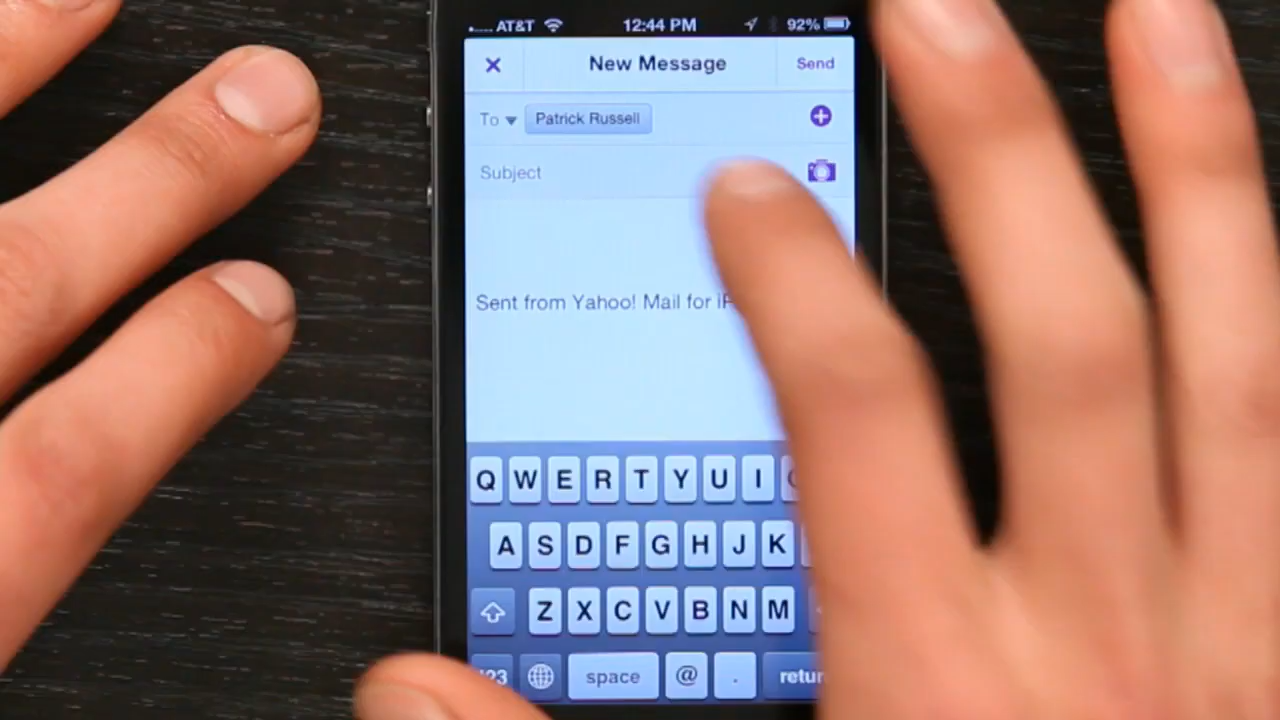 AT&T 12:44 PM 92%
New Message Send
To Patrick Russell
Subject
Sent from Yahoo! Mail for
Q W E R T Y U I
A S D F G H J K
Z X C V B N M
space @ .